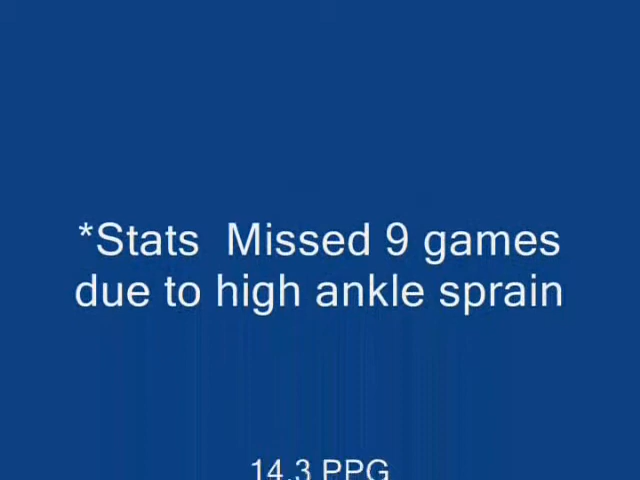 *Stats  Missed 9 games
due to high ankle sprain
14.3 PPG